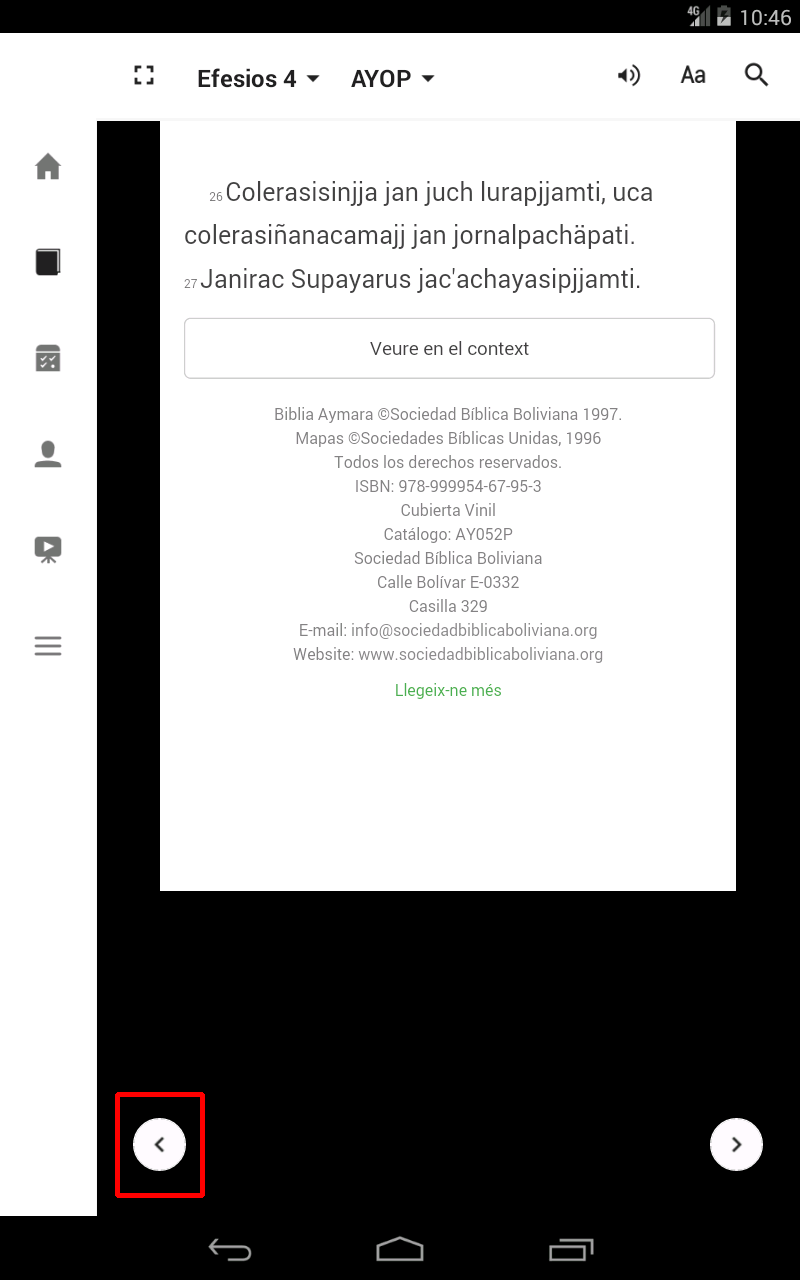 4G 10:46
Efesios 4 AYOP Aa
26 Colerasisinjja jan juch lurapjjamti, uca
colerasiñanacamajj jan jornalpachäpati.
27 Janirac Supayarus jac'achayasipjjamti.
Veure en el context
Biblia Aymara ©Sociedad Bíblica Boliviana 1997.
Mapas ©Sociedades Bíblicas Unidas, 1996
Todos los derechos reservados.
ISBN: 978-999954-67-95-3
Cubierta Vinil
Catálogo: AY052P
Sociedad Bíblica Boliviana
Calle Bolívar E-0332
Casilla 329
E-mail: info@sociedadbiblicaboliviana.org
Website: www.sociedadbiblicaboliviana.org
Llegeix-ne més